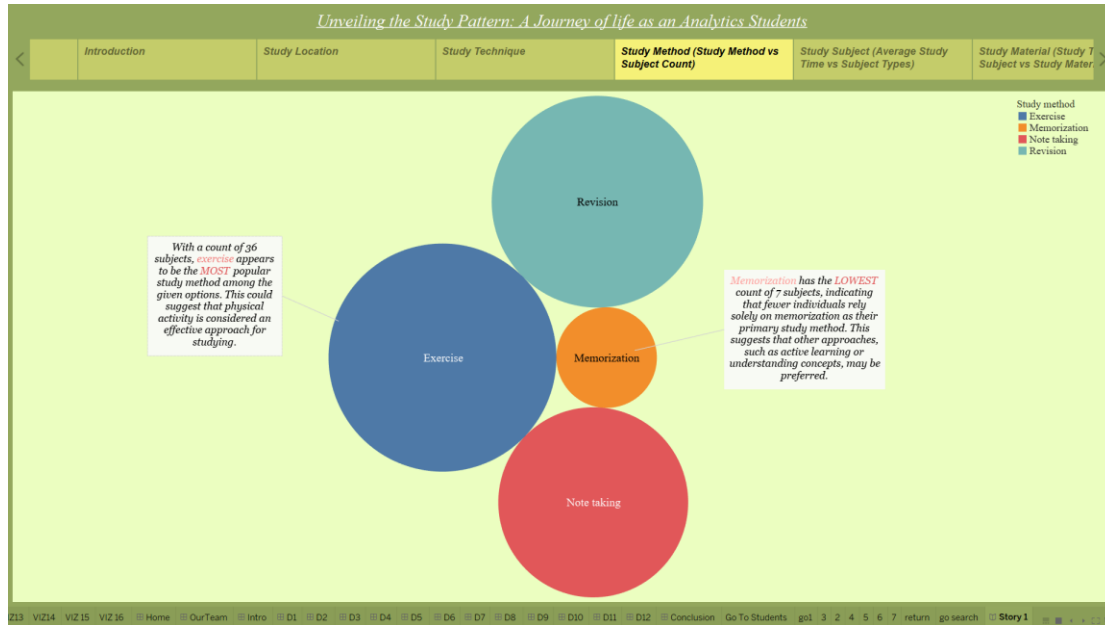 Unveiling the Study Pattern: A Journey of life as an Analytics Students
Introduction
Study Location
Study Technique
Study Method (Study Method vs
Subject Count)
Study Subject (Average Study
Time vs Subject Types)
Study Material (Study T
Subject vs Study Mater
Study method
Exercise
Memorization
Note taking
Revision
Revision
With a count of 36
subjects, exercise appears
to be the MOST popular
study method among the
given options. This could
suggest that physical
activity is considered an
effective approach for
studying.
Memorization has the LOWEST
count of 7 subjects, indicating
that fewer individuals rely
solely on memorization as their
primary study method. This
suggests that other approaches,
such as active learning or
understanding concepts, may be
preferred.
Exercise
Memorization
Note taking
IZ13 VIZ14 VIZ 15 VIZ 16 Home OurTeam Intro D1 D2 D3 D4 D5 D6 D7 D8 D9 D10 D11 D12 Conclusion Go To Students go1 3 2 4 5 6 7 return go search Story 1